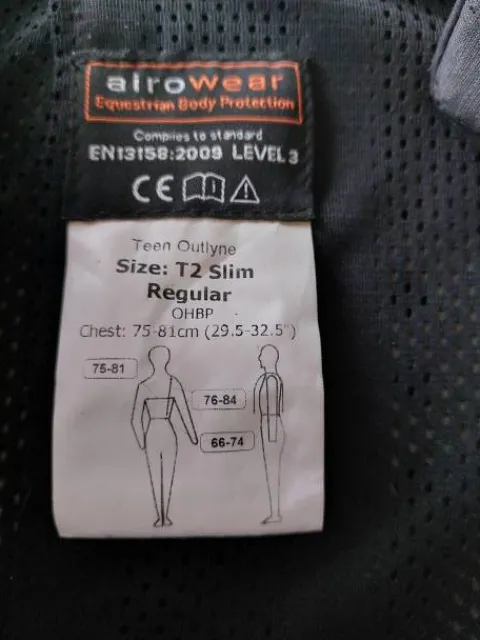 airowear
Equestrian Body Protection
Complies to standard
EN13158:2009 LEVEL 3
CE
Teen Outlyne
Size: T2 Slim
Regular
OHBP
Chest: 75-81cm (29.5-32.5")
75-81
76-84
66-74